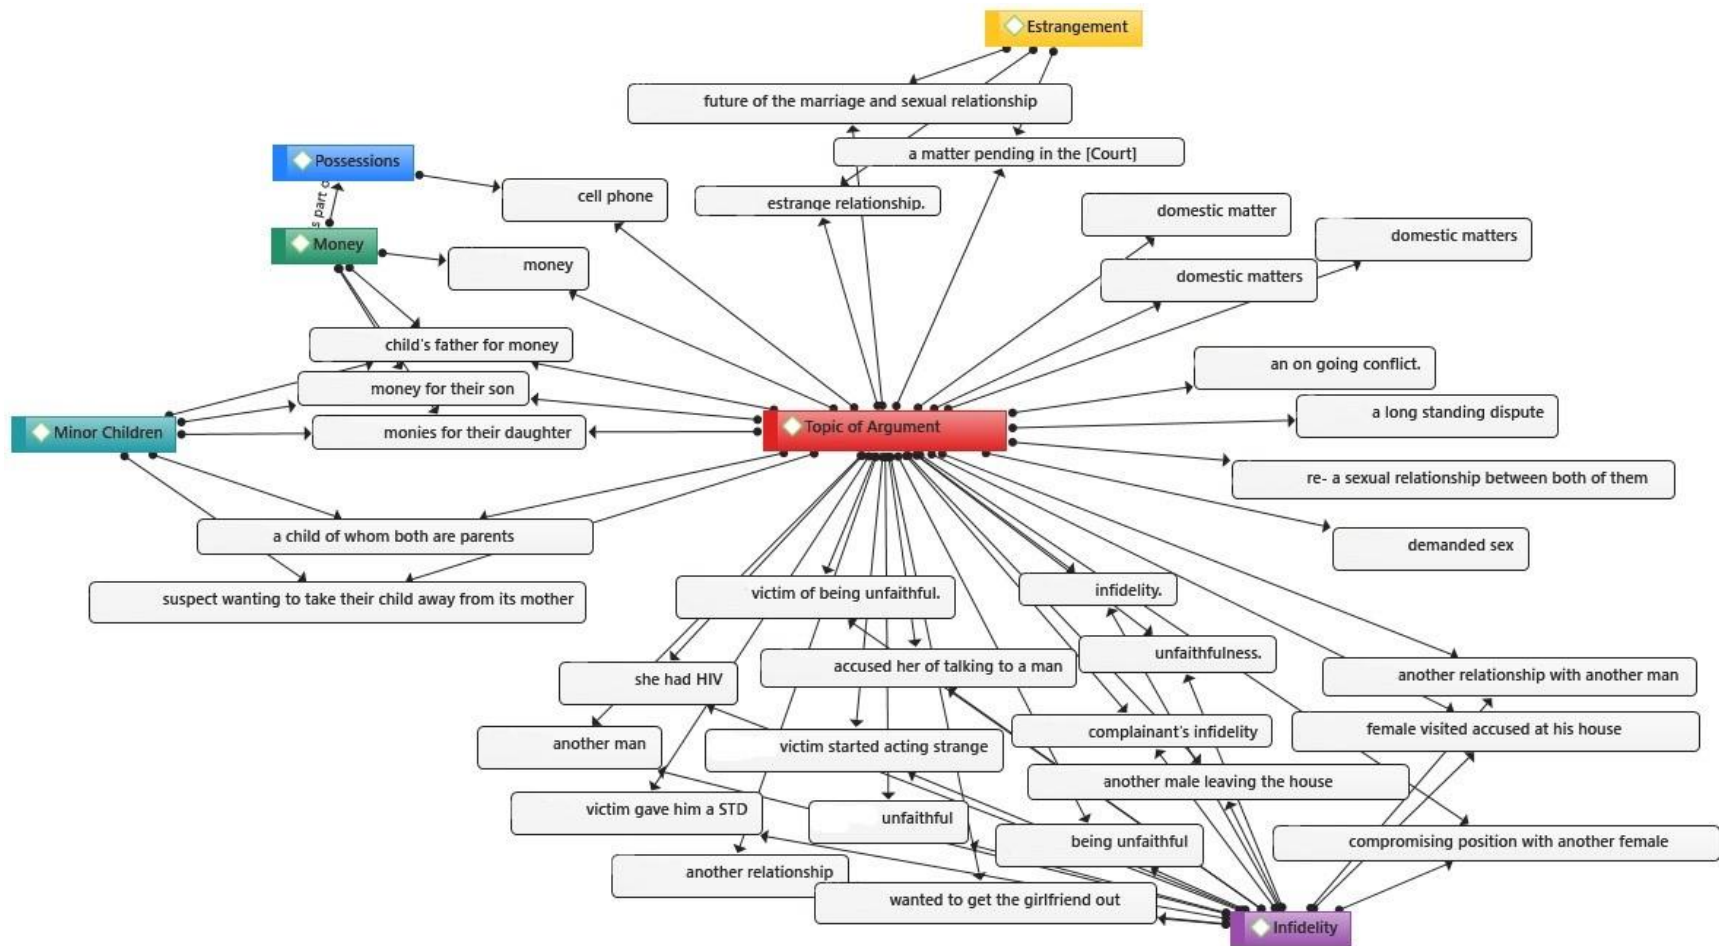 Estrangement
future of the marriage and sexual relationship
a matter pending in the [Court]
Possessions
cell phone
estrange relationship.
domestic matter
s part o
Money
money
domestic matters
domestic matters
child's father for money
money for their son
an on going conflict.
Minor Children
monies for their daughter
Topic of Argument
a long standing dispute
re- a sexual relationship between both of them
a child of whom both are parents
demanded sex
suspect wanting to take their child away from its mother
victim of being unfaithful.
infidelity.
she had HIV
accused her of talking to a man
unfaithfulness.
another relationship with another man
another man
victim started acting strange
complainant's infidelity
female visited accused at his house
another male leaving the house
victim gave him a STD
unfaithful
being unfaithful
compromising position with another female
another relationship
wanted to get the girlfriend out
Infidelity